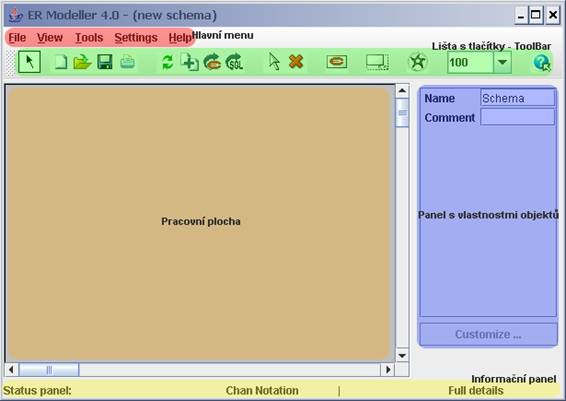 ER Modeller 4.0 - (new schema)
File View Tools Settings Help
Hlavní menu
Lišta s tlačítky - ToolBar
SQL
100
Name Schema
Comment
Pracovní plocha
Panel s vlastnostmi objektů
Customize ...
Informační panel
Status panel: Chan Notation | Full details